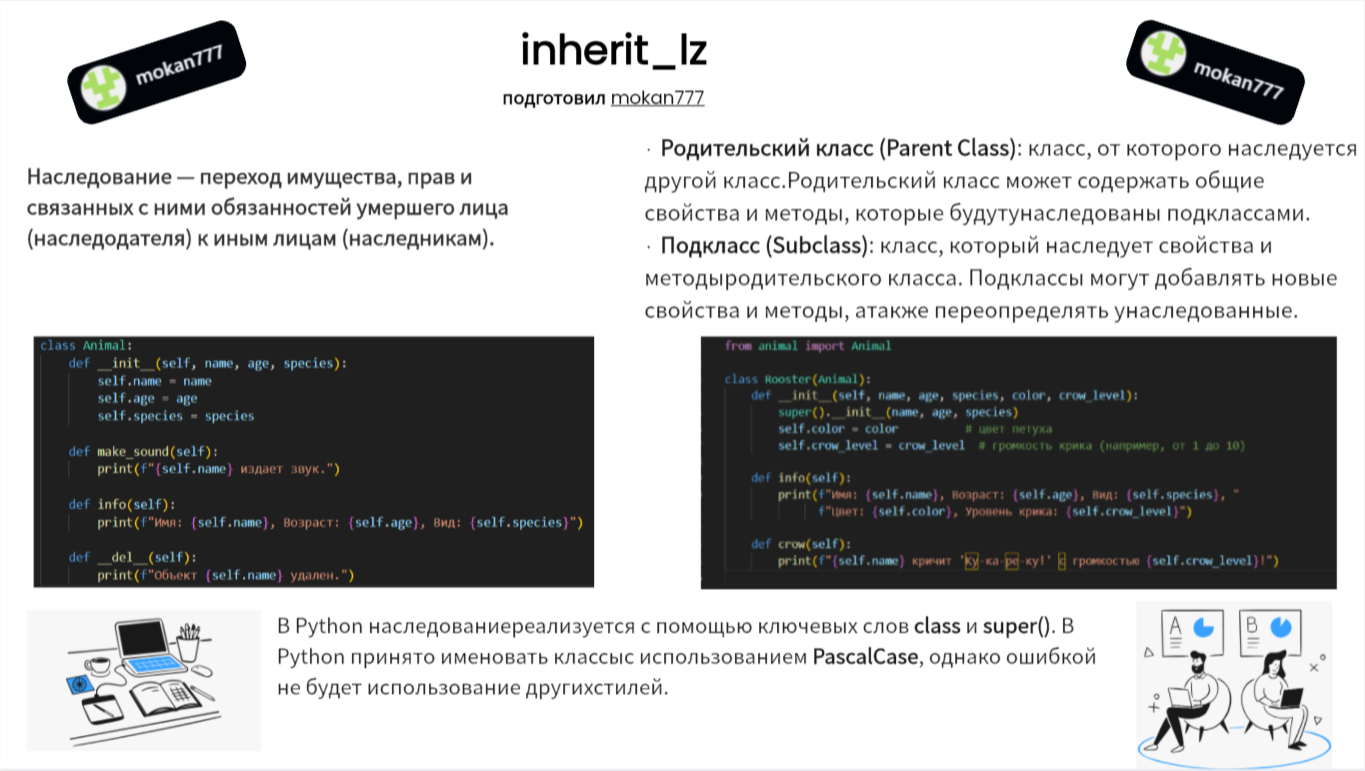 mokan777
inherit_lz
mokan777
подготовил mokan777
Наследование — переход имущества, прав и
связанных с ними обязанностей умершего лица
(наследодателя) к иным лицам (наследникам).
· Родительский класс (Parent Class): класс, от которого наследуется
другой класс.Родительский класс может содержать общие
свойства и методы, которые будутунаследованы подклассами.
· Подкласс (Subclass): класс, который наследует свойства и
методыродительского класса. Подклассы могут добавлять новые
свойства и методы, атакже переопределять унаследованные.
class Animal:
def __init__(self, name, age, species):
self.name = name
self.age = age
self.species = species
def make_sound(self):
print(f"{self.name} издает звук.")
def info(self):
print(f"Имя: {self.name}, Возраст: {self.age}, Вид: {self.species}")
def __del__(self):
print(f"Объект {self.name} удален.")
from animal import Animal
class Rooster(Animal):
def __init__(self, name, age, species, color, crow_level):
super().__init__(name, age, species)
self.color = color # цвет петуха
self.crow_level = crow_level # громкость крика (например, от 1 до 10)
def info(self):
print(f"Имя: {self.name}, Возраст: {self.age}, Вид: {self.species}, "
f"Цвет: {self.color}, Уровень крика: {self.crow_level}")
def crow(self):
print(f"{self.name} кричит 'Ку-ка-ре-ку!' с громкостью {self.crow_level}!")
В Python наследованиереализуется с помощью ключевых слов class и super(). В
Python принято именовать классыс использованием PascalCase, однако ошибкой
не будет использование другихстилей.
A
B